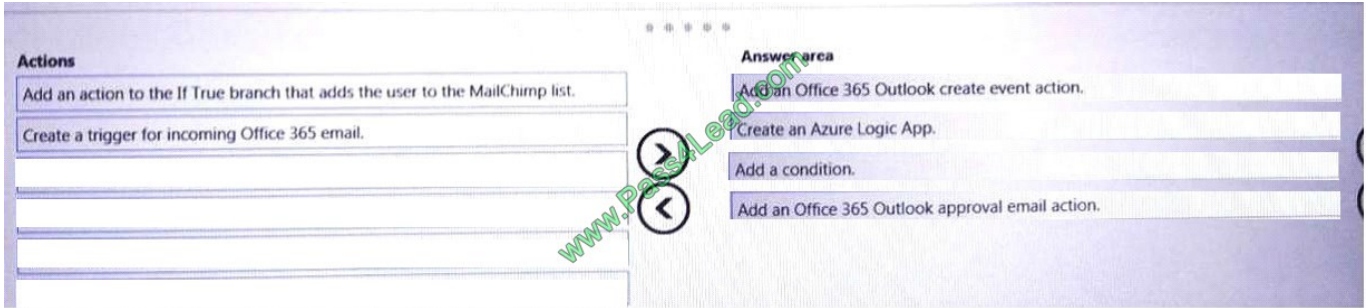 Actions
Add an action to the If True branch that adds the user to the MailChimp list.
Create a trigger for incoming Office 365 email.
Answer area
Add an Office 365 Outlook create event action.
Create an Azure Logic App.
Add a condition.
Add an Office 365 Outlook approval email action.
www.Pass4Lead.com